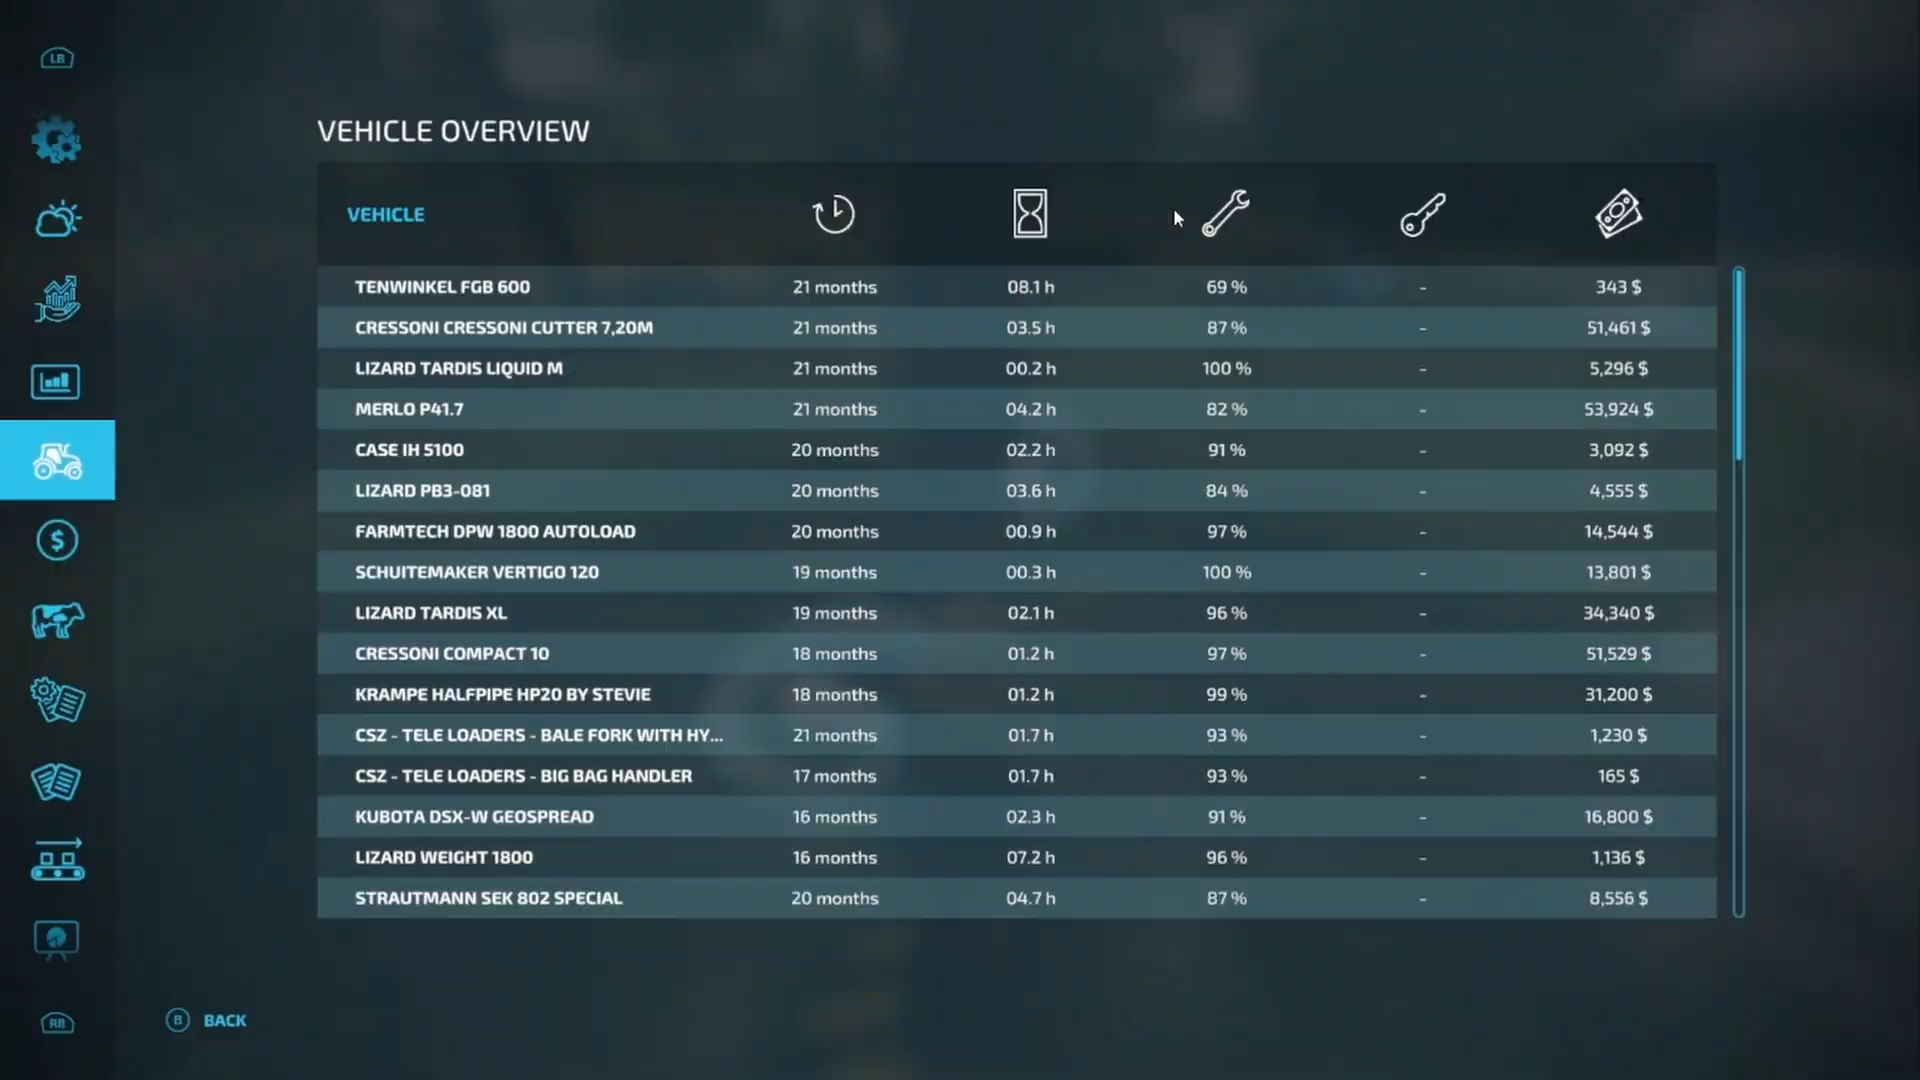 LB
VEHICLE OVERVIEW
VEHICLE
TENWINKEL FGB 600 21 months 08.1 h 69 % - 343 $
CRESSONI CRESSONI CUTTER 7,20M 21 months 03.5 h 87 % - 51,461 $
LIZARD TARDIS LIQUID M 21 months 00.2 h 100 % - 5,296 $
MERLO P41.7 21 months 04.2 h 82 % - 53,924 $
CASE IH 5100 20 months 02.2 h 91 % - 3,092 $
LIZARD PB3-081 20 months 03.6 h 84 % - 4,555 $
FARMTECH DPW 1800 AUTOLOAD 20 months 00.9 h 97 % - 14,544 $
SCHUITEMAKER VERTIGO 120 19 months 00.3 h 100 % - 13,801 $
LIZARD TARDIS XL 19 months 02.1 h 96 % - 34,340 $
CRESSONI COMPACT 10 18 months 01.2 h 97 % - 51,529 $
KRAMPE HALFPIPE HP20 BY STEVIE 18 months 01.2 h 99 % - 31,200 $
CSZ - TELE LOADERS - BALE FORK WITH HY... 21 months 01.7 h 93 % - 1,230 $
CSZ - TELE LOADERS - BIG BAG HANDLER 17 months 01.7 h 93 % - 165 $
KUBOTA DSX-W GEOSPREAD 16 months 02.3 h 91 % - 16,800 $
LIZARD WEIGHT 1800 16 months 07.2 h 96 % - 1,136 $
STRAUTMANN SEK 802 SPECIAL 20 months 04.7 h 87 % - 8,556 $
RB
B BACK